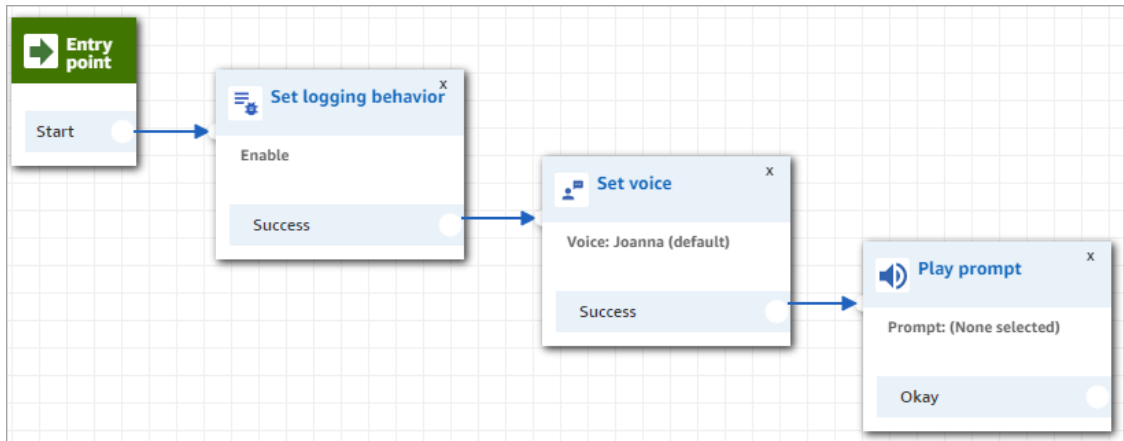 Entry
point
Start
x
Set logging behavior
Enable
Success
x
Set voice
Voice: Joanna (default)
Success
x
Play prompt
Prompt: (None selected)
Okay